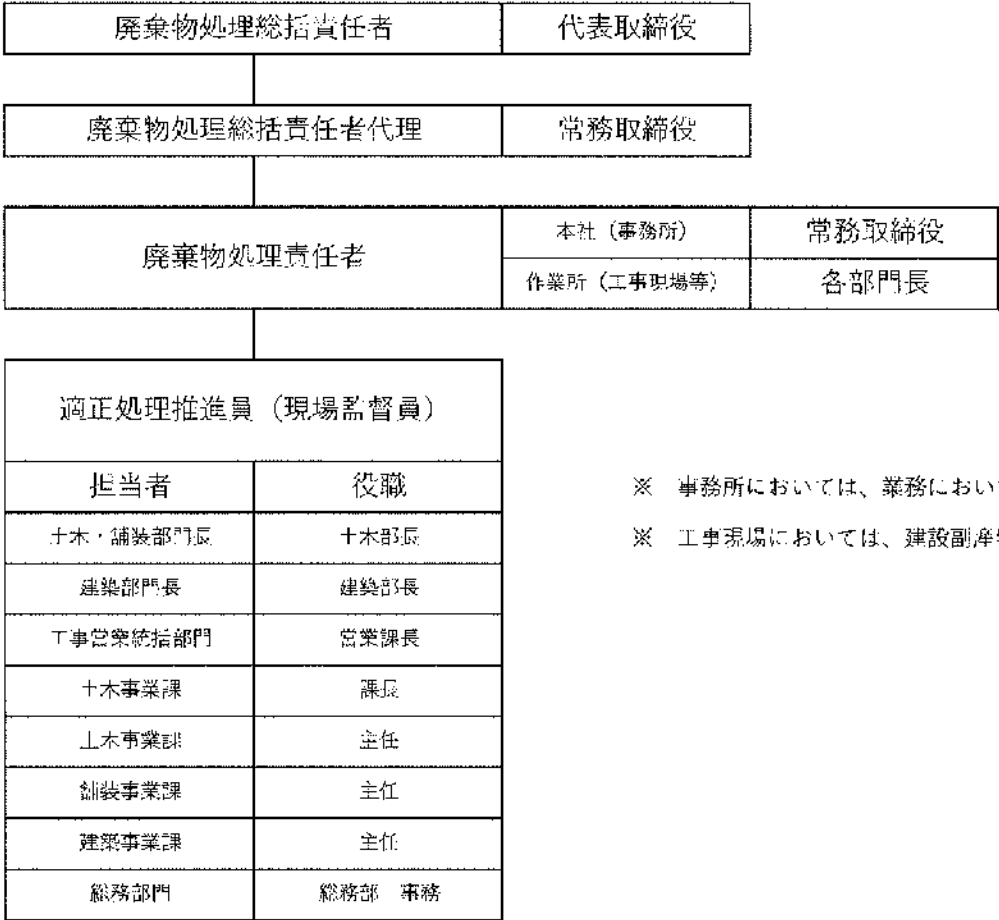 廃棄物処理総括責任者 代表取締役
廃棄物処理総括責任者代理 常務取締役
廃棄物処理責任者 本社（事務所） 常務取締役
作業所（工事現場等） 各部門長
適正処理推進員（現場監督員）
担当者 役職
土木・舗装部門長 土木部長
建築部門長 建築部長
工事営業統括部門 営業課長
土木事業課 課長
土木事業課 主任
舗装事業課 主任
建築事業課 主任
総務部門 総務部 事務
※ 事務所においては、業務におい
※ 工事現場においては、建設副産